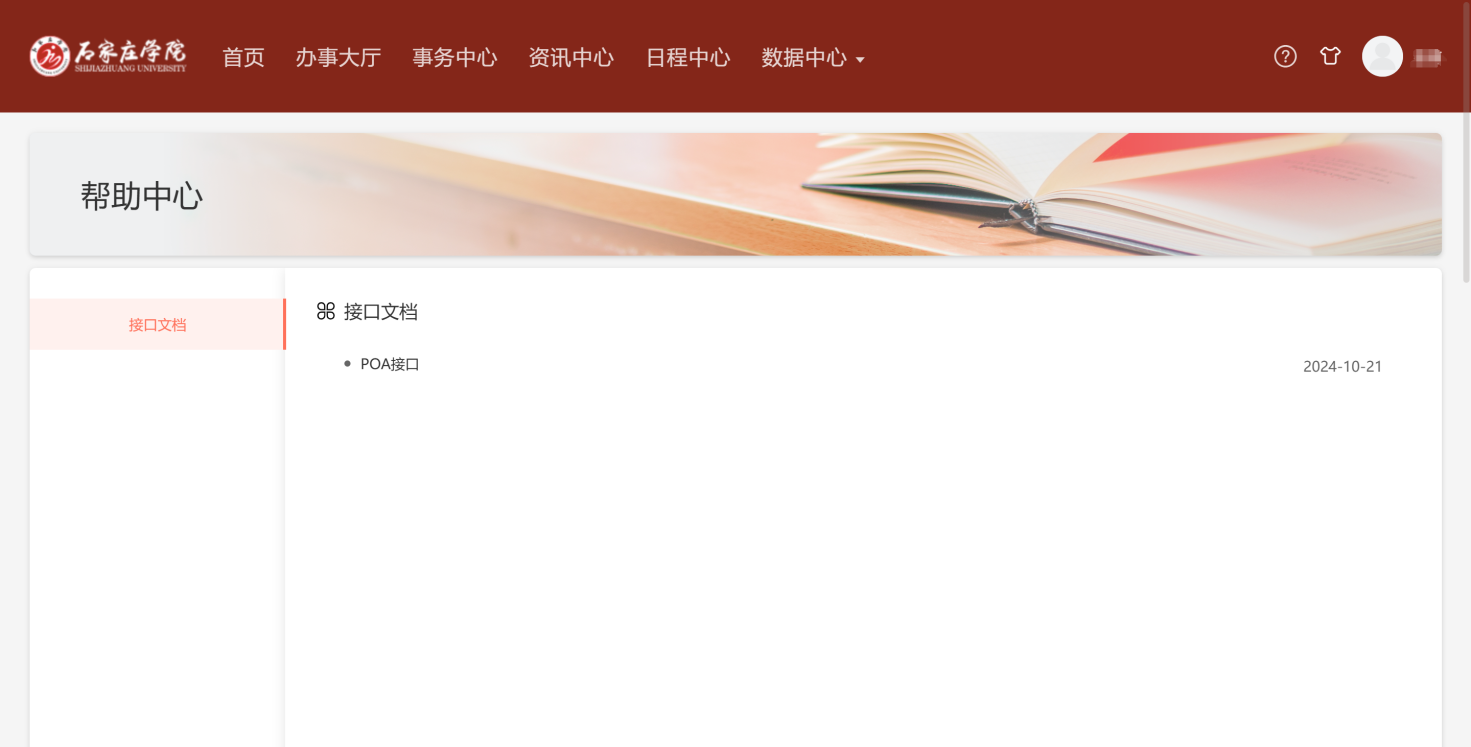 石家庄学院
SHIJIAZHUANG UNIVERSITY
首页 办事大厅 事务中心 资讯中心 日程中心 数据中心
帮助中心
接口文档
接口文档
POA接口 2024-10-21